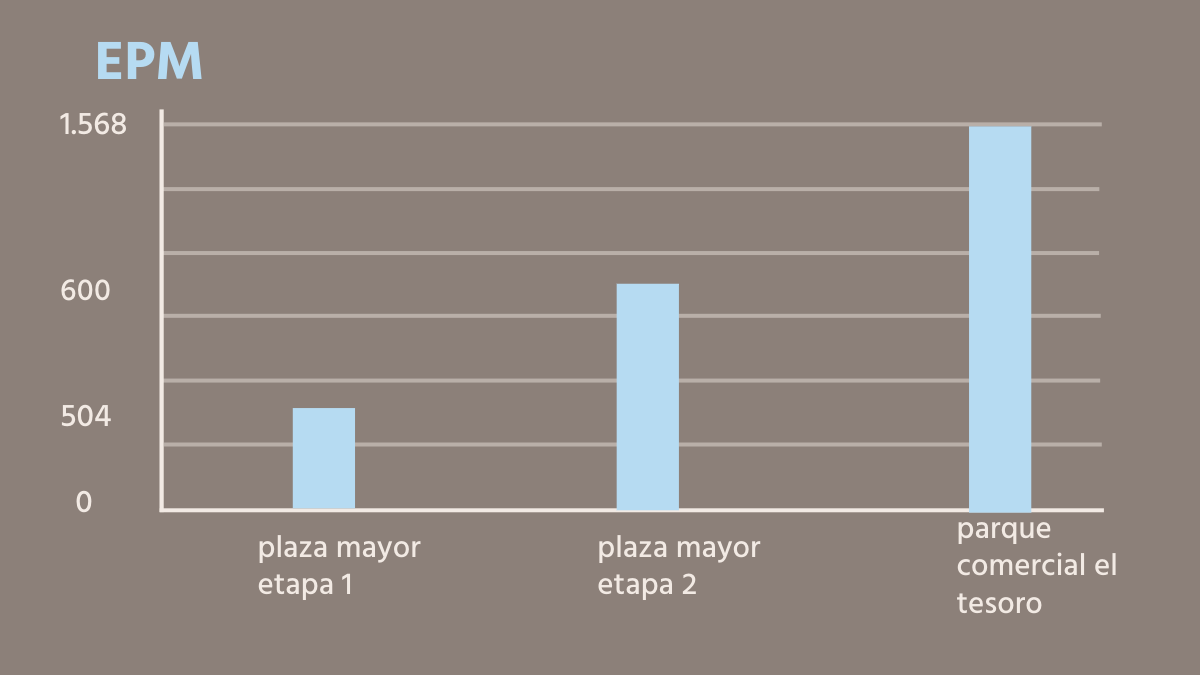 EPM
1.568
600
504
0
plaza mayor
etapa 1
plaza mayor
etapa 2
parque
comercial el
tesoro